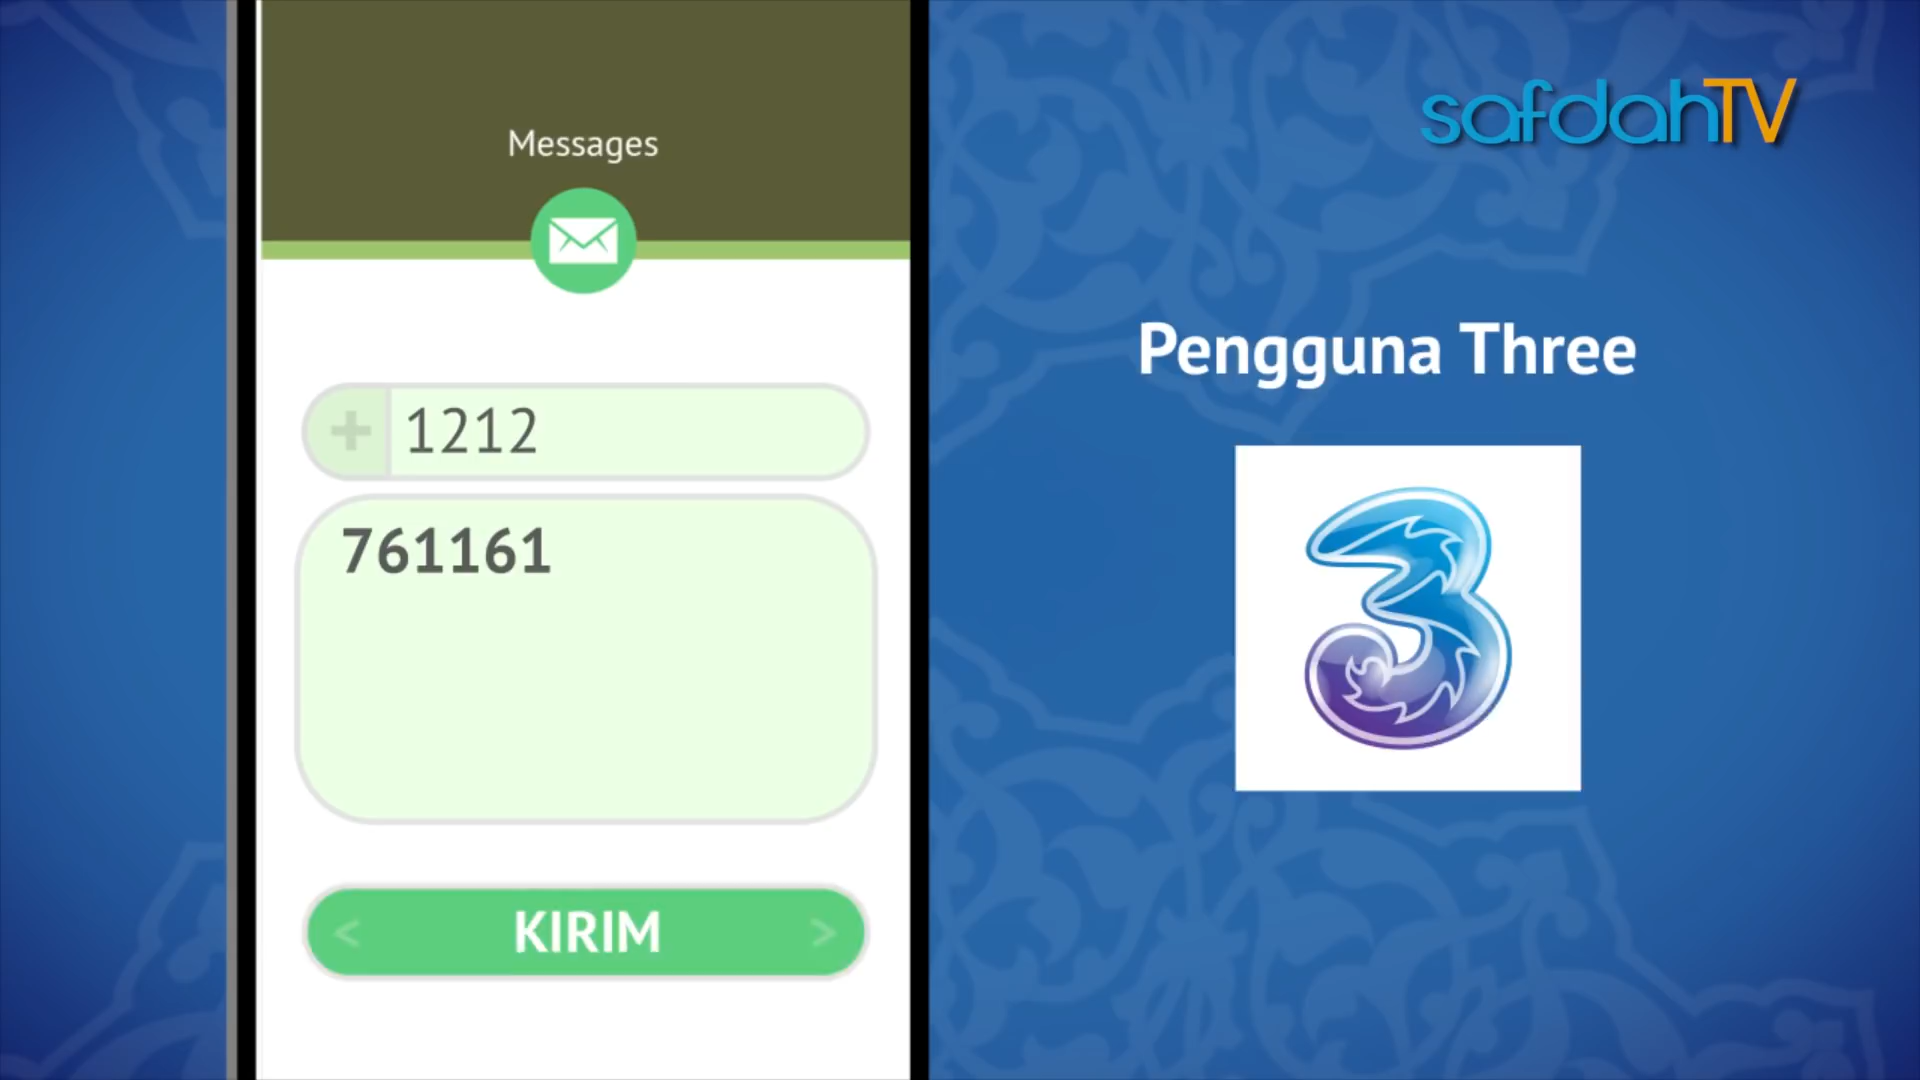 safdahTV
Messages
1212
761161
KIRIM
Pengguna Three
3